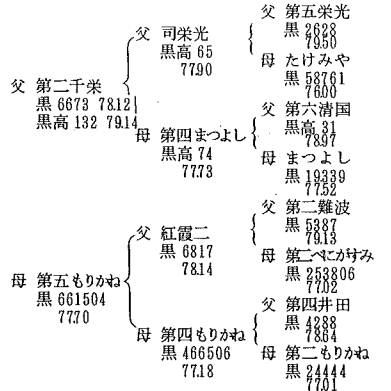 父 第二千栄
黒 6673 78.12
黒高 132 79.14
母 第五もりかね
黒 661504
77.70
父 司栄光
黒高 65
77.90
母 第四まつよし
黒高 74
77.73
父 紅霞二
黒 6817
78.14
母 第四もりかね
黒 466506
77.18
父 第五栄光
黒 2628
79.50
母 たけみや
黒 58761
76.00
父 第六清国
黒高 31
78.97
母 まつよし
黒 19339
77.52
父 第二難波
黒 5387
79.13
母 第二べにがすみ
黒 253806
77.02
父 第四井田
黒 4288
78.64
母 第二もりかね
黒 24444
77.01